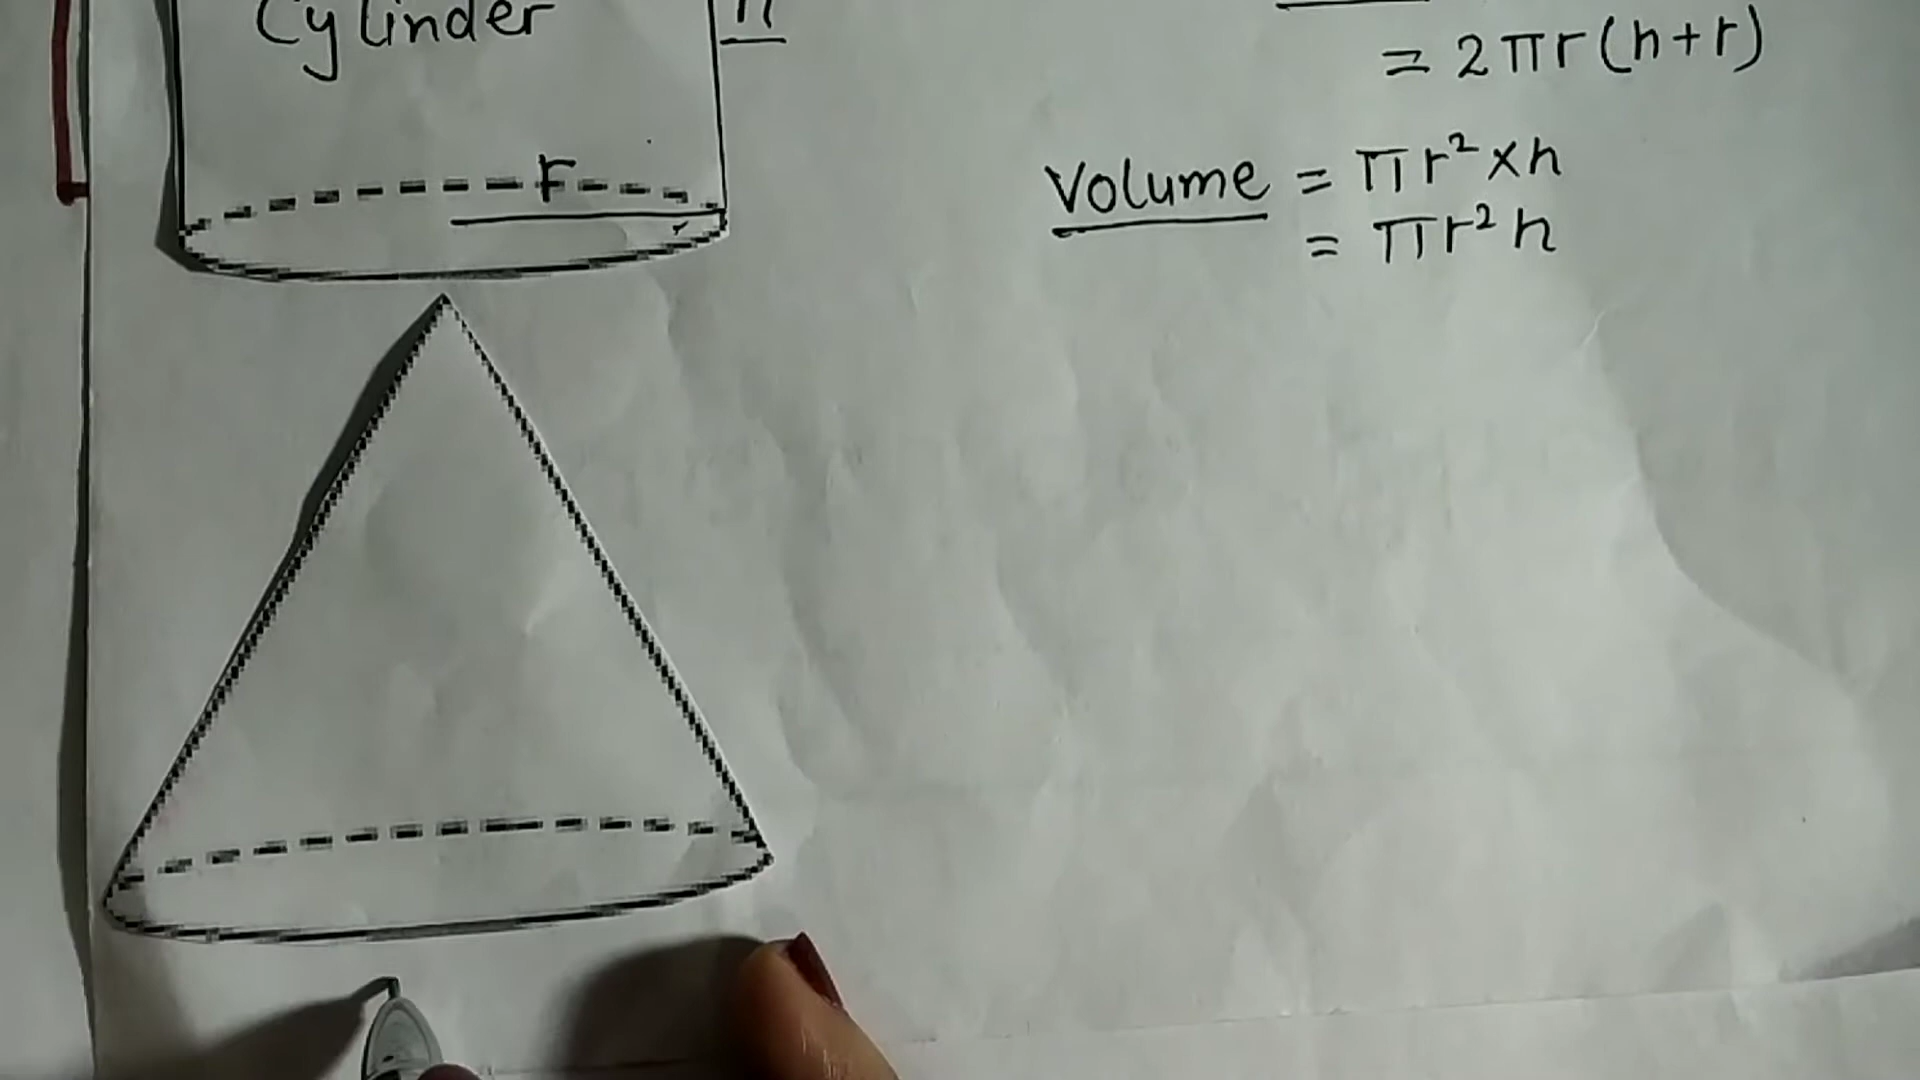 Cylinder h
= 2πr(h+r)
r
Volume = πr²×h
= πr²h